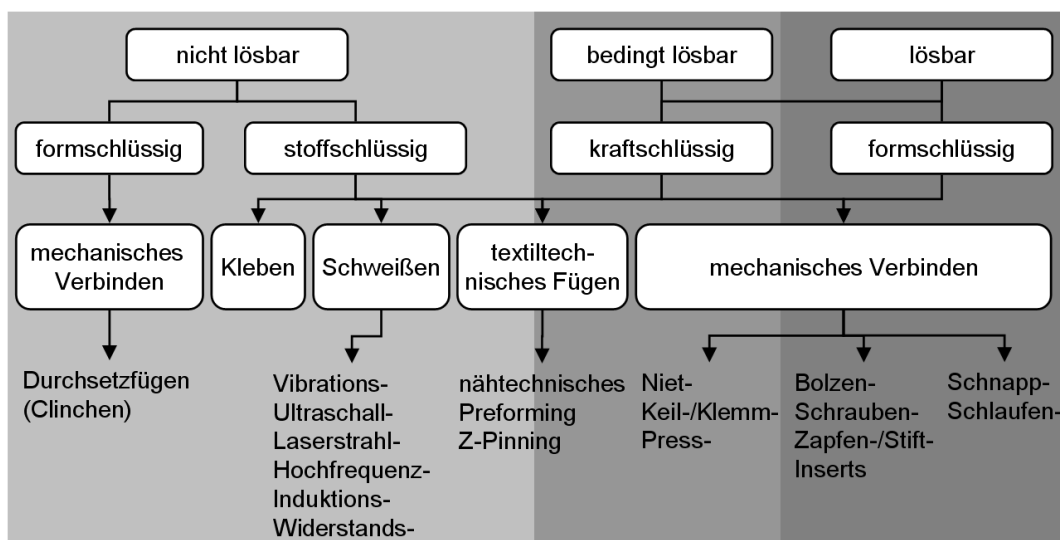 nicht lösbar
bedingt lösbar
lösbar
formschlüssig
stoffschlüssig
kraftschlüssig
formschlüssig
mechanisches
Verbinden
Kleben
Schweißen
textiltech-
nisches Fügen
mechanisches Verbinden
Durchsetzfügen
(Clinchen)
Vibrations-
Ultraschall-
Laserstrahl-
Hochfrequenz-
Induktions-
Widerstands-
nähtechnisches
Preforming
Z-Pinning
Niet-
Keil-/Klemm-
Press-
Bolzen-
Schrauben-
Zapfen-/Stift-
Inserts
Schnapp-
Schlaufen-